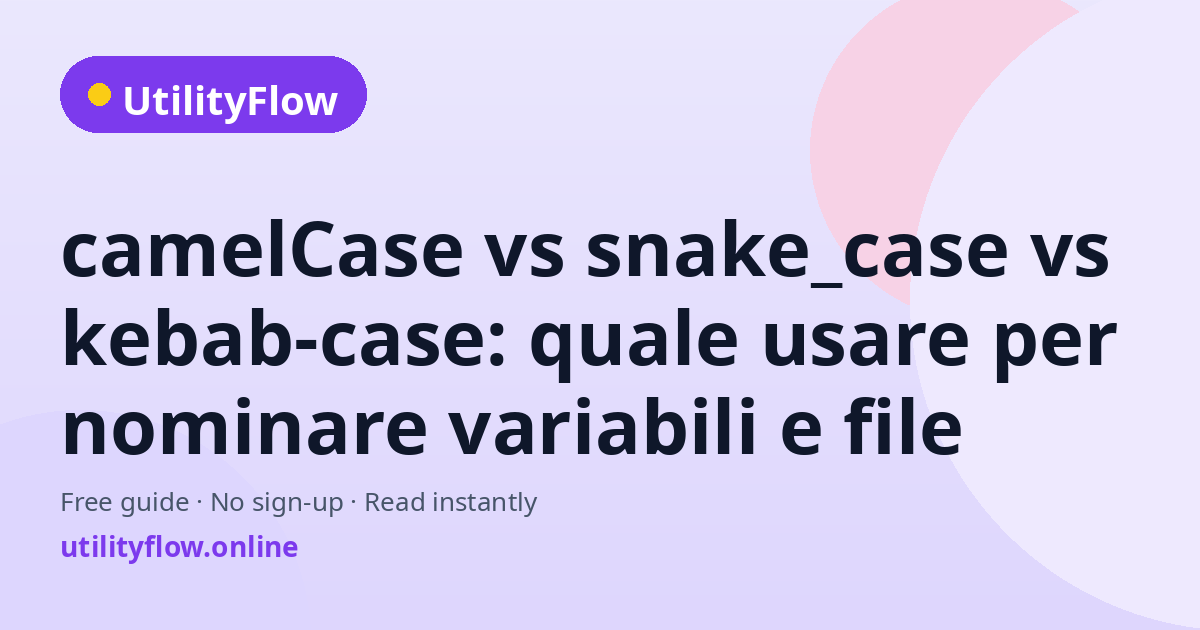 UtilityFlow
camelCase vs snake_case vs
kebab-case: quale usare per
nominare variabili e file
Free guide · No sign-up · Read instantly
utilityflow.online